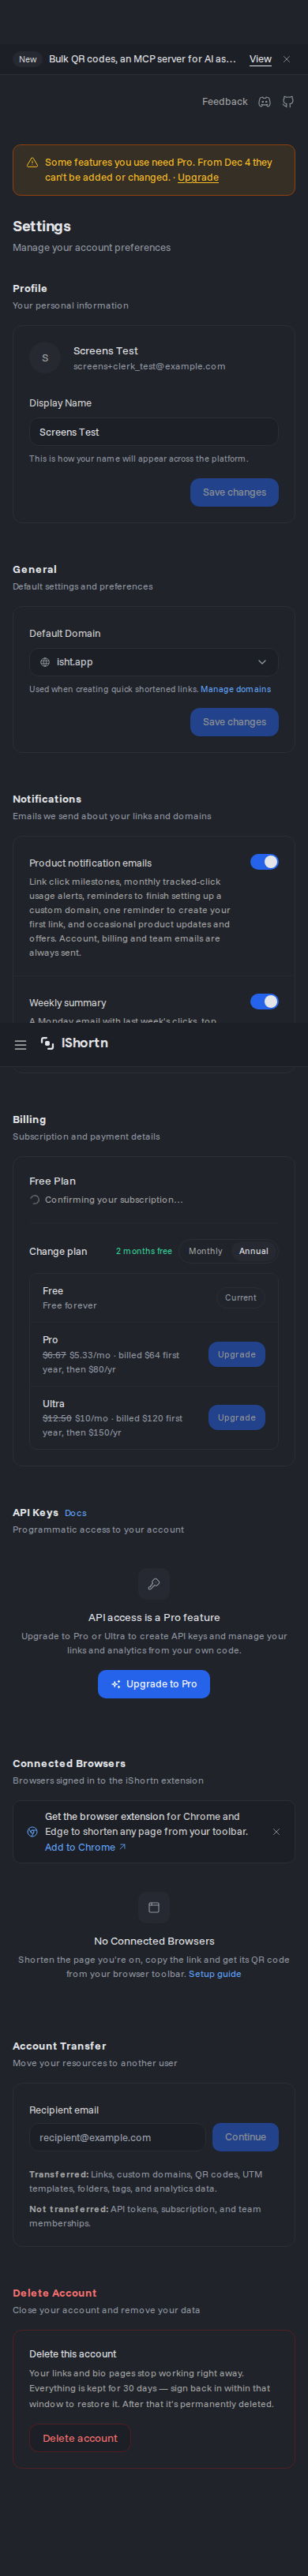 New Bulk QR codes, an MCP server for AI as… View
Feedback
Some features you use need Pro. From Dec 4 they
can't be added or changed. · Upgrade
Settings
Manage your account preferences
Profile
Your personal information
S
Screens Test
screens+clerk_test@example.com
Display Name
Screens Test
This is how your name will appear across the platform.
Save changes
General
Default settings and preferences
Default Domain
isht.app
Used when creating quick shortened links. Manage domains
Save changes
Notifications
Emails we send about your links and domains
Product notification emails
Link click milestones, monthly tracked-click
usage alerts, reminders to finish setting up a
custom domain, one reminder to create your
first link, and occasional product updates and
offers. Account, billing and team emails are
always sent.
Weekly summary
A Monday email with last week's clicks, top
iShortn
Billing
Subscription and payment details
Free Plan
Confirming your subscription…
Change plan 2 months free Monthly Annual
Free
Free forever
Current
Pro
$6.67 $5.33/mo · billed $64 first
year, then $80/yr
Upgrade
Ultra
$12.50 $10/mo · billed $120 first
year, then $150/yr
Upgrade
API Keys Docs
Programmatic access to your account
API access is a Pro feature
Upgrade to Pro or Ultra to create API keys and manage your
links and analytics from your own code.
Upgrade to Pro
Connected Browsers
Browsers signed in to the iShortn extension
Get the browser extension for Chrome and
Edge to shorten any page from your toolbar.
Add to Chrome
No Connected Browsers
Shorten the page you're on, copy the link and get its QR code
from your browser toolbar. Setup guide
Account Transfer
Move your resources to another user
Recipient email
recipient@example.com
Continue
Transferred: Links, custom domains, QR codes, UTM
templates, folders, tags, and analytics data.
Not transferred: API tokens, subscription, and team
memberships.
Delete Account
Close your account and remove your data
Delete this account
Your links and bio pages stop working right away.
Everything is kept for 30 days — sign back in within that
window to restore it. After that it's permanently deleted.
Delete account